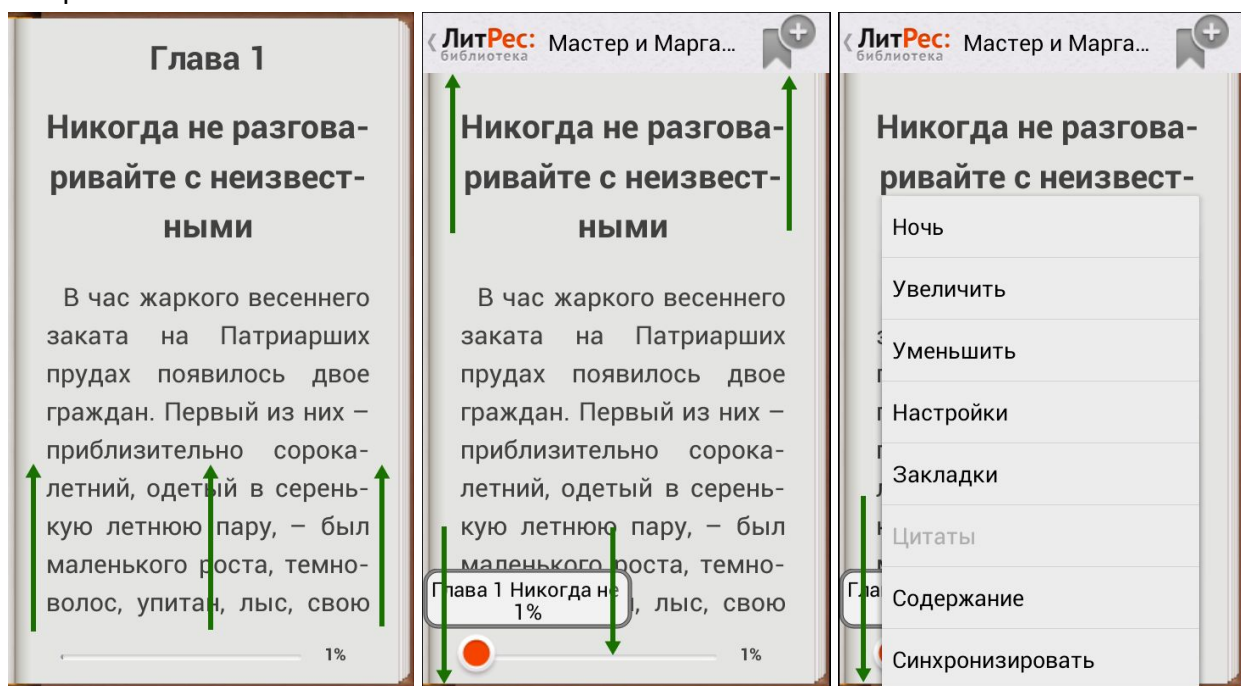 Глава 1
Никогда не разгова-
ривайте с неизвест-
ными
В час жаркого весеннего
заката на Патриарших
прудах появилось двое
граждан. Первый из них –
приблизительно сорока-
летний, одетый в серень-
кую летнюю пару, – был
маленького роста, темно-
волос, упитан, лыс, свою
1%
ЛитРес: Мастер и Марга...
библиотека
Никогда не разгова-
ривайте с неизвест-
ными
В час жаркого весеннего
заката на Патриарших
прудах появилось двое
граждан. Первый из них –
приблизительно сорока-
летний, одетый в серень-
кую летнюю пару, – был
маленького роста, темно-
Глава 1 Никогда не
1%
, лыс, свою
1%
ЛитРес: Мастер и Марга...
библиотека
Никогда не разгова-
ривайте с неизвест-
Ночь
Увеличить
Уменьшить
Настройки
Закладки
Цитаты
Содержание
Синхронизировать